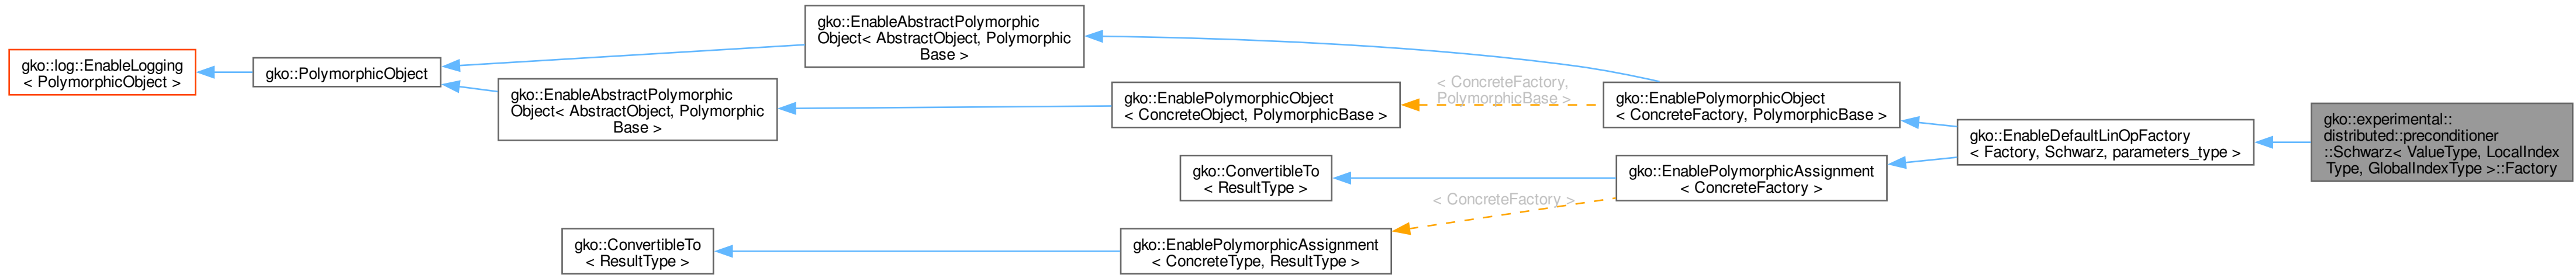 gko::log::EnableLogging
< PolymorphicObject >
gko::PolymorphicObject
gko::EnableAbstractPolymorphic
Object< AbstractObject, Polymorphic
Base >
gko::EnableAbstractPolymorphic
Object< AbstractObject, Polymorphic
Base >
gko::EnablePolymorphicObject
< ConcreteObject, PolymorphicBase >
< ConcreteFactory,
PolymorphicBase >
gko::EnablePolymorphicObject
< ConcreteFactory, PolymorphicBase >
gko::ConvertibleTo
< ResultType >
gko::EnablePolymorphicAssignment
< ConcreteFactory >
gko::ConvertibleTo
< ResultType >
gko::EnablePolymorphicAssignment
< ConcreteType, ResultType >
< ConcreteFactory >
gko::EnableDefaultLinOpFactory
< Factory, Schwarz, parameters_type >
gko::experimental::
distributed::preconditioner
::Schwarz< ValueType, LocalIndex
Type, GlobalIndexType >::Factory